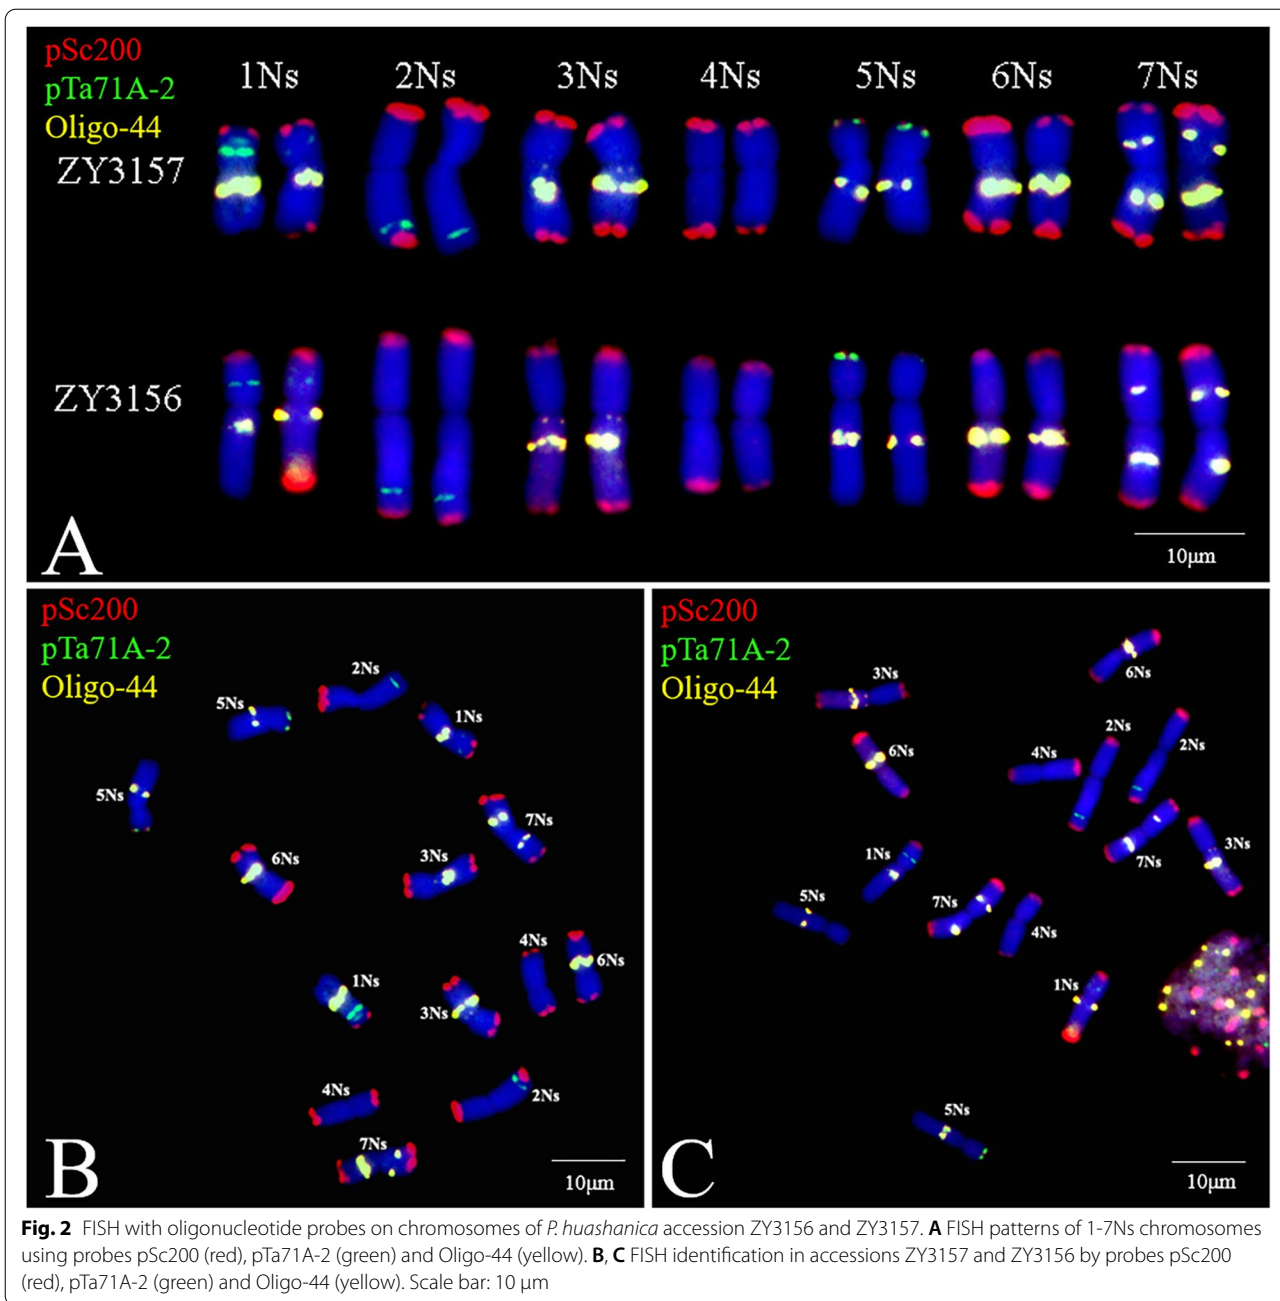 pSc200
pTa71A-2
Oligo-44
1Ns 2Ns 3Ns 4Ns 5Ns 6Ns 7Ns
ZY3157
ZY3156
A
10μm
pSc200
pTa71A-2
Oligo-44
2Ns
5Ns
1Ns
5Ns
7Ns
3Ns
6Ns
4Ns
6Ns
1Ns
3Ns
4Ns
2Ns
7Ns
B
10μm
pSc200
pTa71A-2
Oligo-44
6Ns
3Ns
2Ns
2Ns
6Ns
4Ns
3Ns
1Ns
7Ns
5Ns
7Ns
4Ns
1Ns
5Ns
C
10μm
Fig. 2 FISH with oligonucleotide probes on chromosomes of P. huashanica accession ZY3156 and ZY3157. A FISH patterns of 1-7Ns chromosomes
using probes pSc200 (red), pTa71A-2 (green) and Oligo-44 (yellow). B, C FISH identification in accessions ZY3157 and ZY3156 by probes pSc200
(red), pTa71A-2 (green) and Oligo-44 (yellow). Scale bar: 10 μm